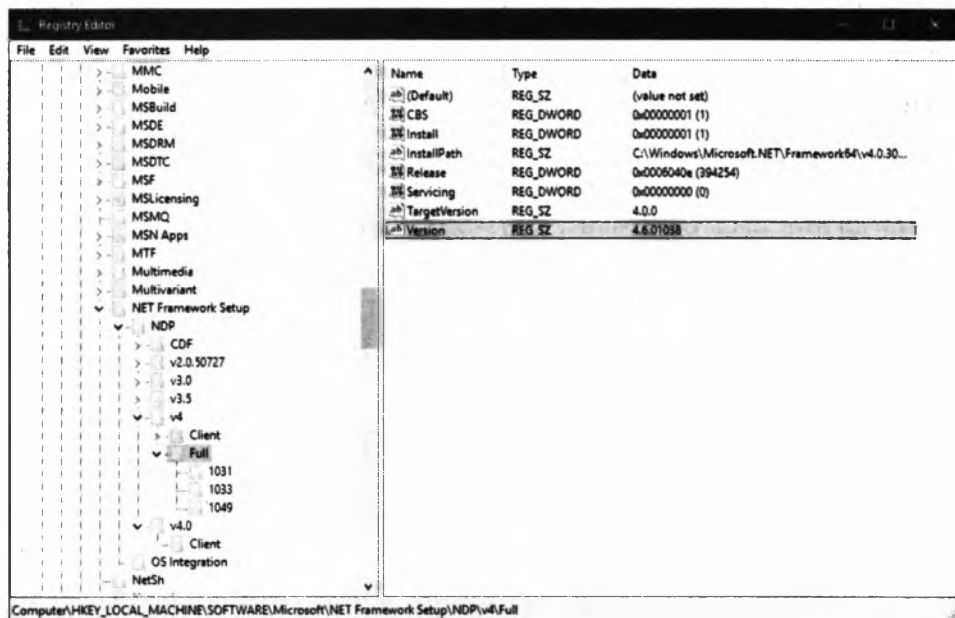 Registry Editor
File Edit View Favorites Help
MMC
Mobile
MSBuild
MSDE
MSDRM
MSDTC
MSF
MSLicensing
MSMQ
MSN Apps
MTF
Multimedia
Multivariant
NET Framework Setup
NDP
CDF
v2.0.50727
v3.0
v3.5
v4
Client
Full
1031
1033
1049
v4.0
Client
OS Integration
NetSh
Name Type Data
(Default) REG_SZ (value not set)
CBS REG_DWORD 0x00000001 (1)
Install REG_DWORD 0x00000001 (1)
InstallPath REG_SZ C:\Windows\Microsoft.NET\Framework64\v4.0.30...
Release REG_DWORD 0x0006040e (394254)
Servicing REG_DWORD 0x00000000 (0)
TargetVersion REG_SZ 4.0.0
Version REG_SZ 4.6.01038
Computer\HKEY_LOCAL_MACHINE\SOFTWARE\Microsoft\NET Framework Setup\NDP\v4\Full